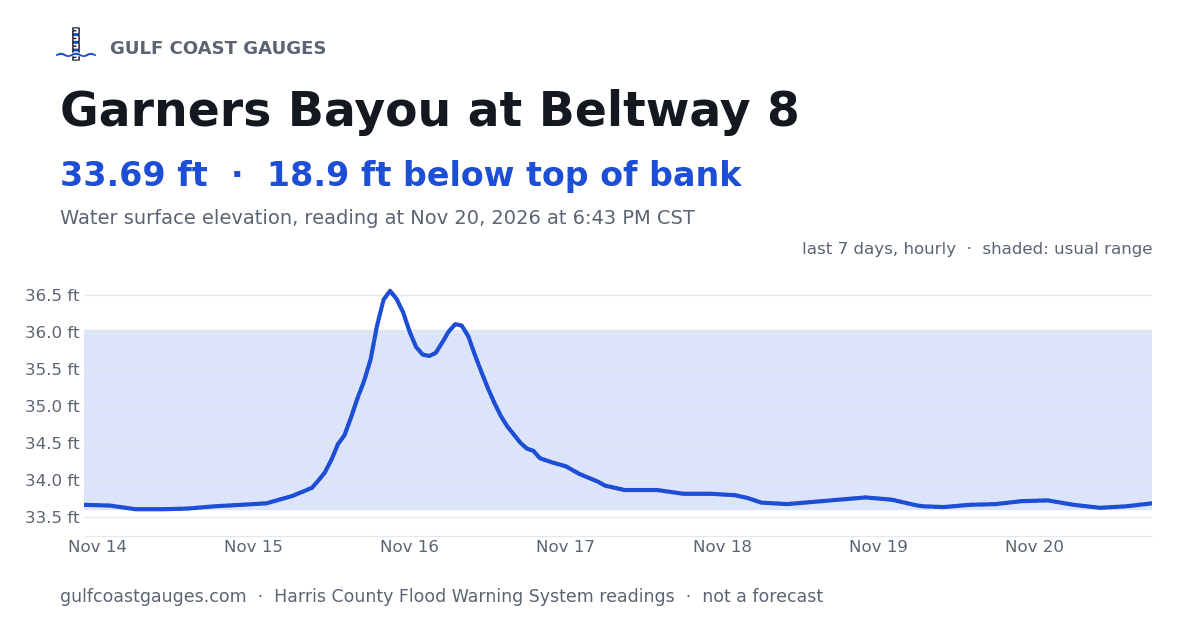 GULF COAST GAUGES
Garners Bayou at Beltway 8
33.69 ft · 18.9 ft below top of bank
Water surface elevation, reading at Nov 20, 2026 at 6:43 PM CST
last 7 days, hourly · shaded: usual range
36.5 ft
36.0 ft
35.5 ft
35.0 ft
34.5 ft
34.0 ft
33.5 ft
Nov 14 Nov 15 Nov 16 Nov 17 Nov 18 Nov 19 Nov 20
gulfcoastgauges.com · Harris County Flood Warning System readings · not a forecast